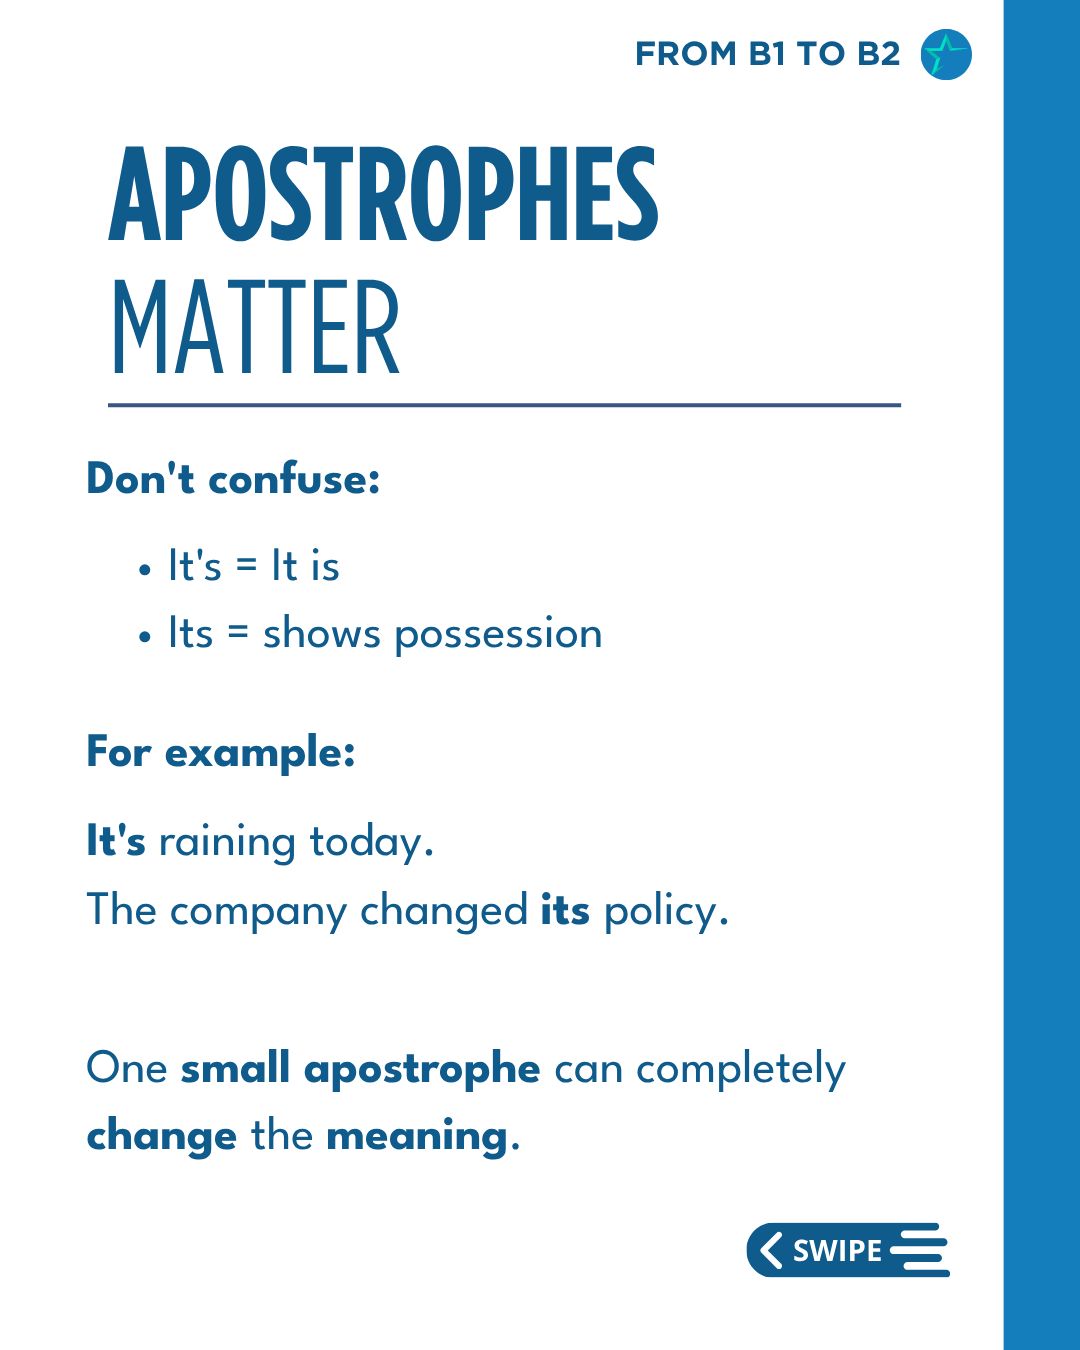 FROM B1 TO B2
APOSTROPHES
MATTER
Don't confuse:
• It's = It is
• Its = shows possession
For example:
It's raining today.
The company changed its policy.
One small apostrophe can completely
change the meaning.
SWIPE